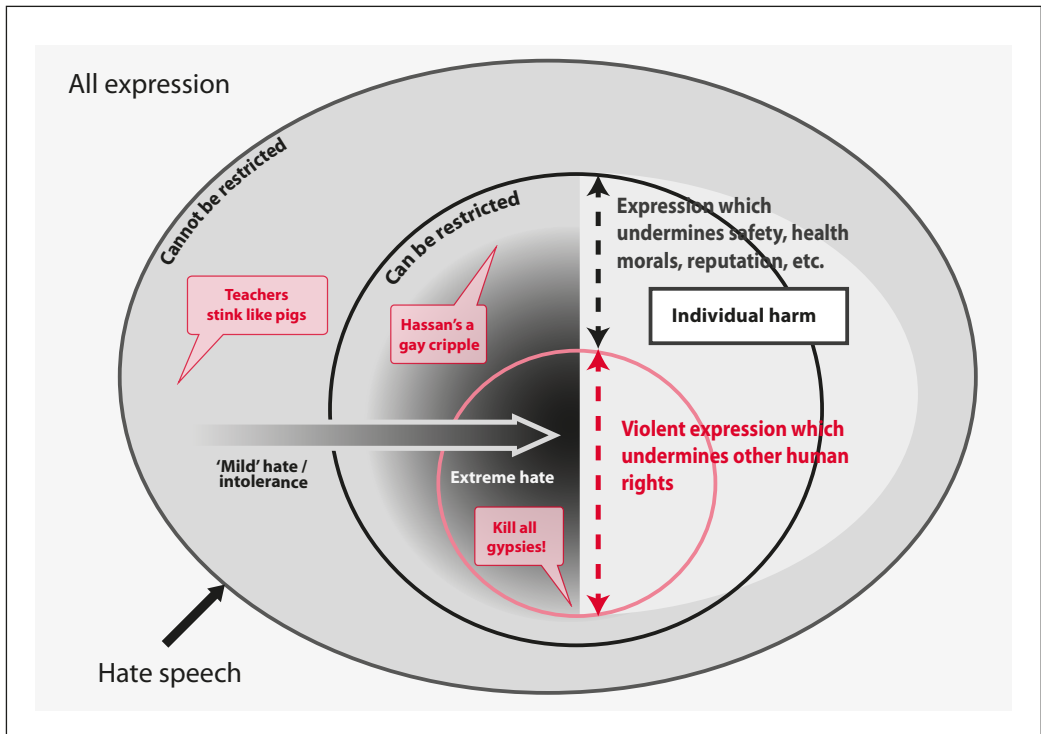 All expression
Cannot be restricted
Can be restricted
Expression which
undermines safety, health
morals, reputation, etc.
Teachers
stink like pigs
Hassan's a
gay cripple
Individual harm
Violent expression which
undermines other human
rights
'Mild' hate /
intolerance
Extreme hate
Kill all
gypsies!
Hate speech